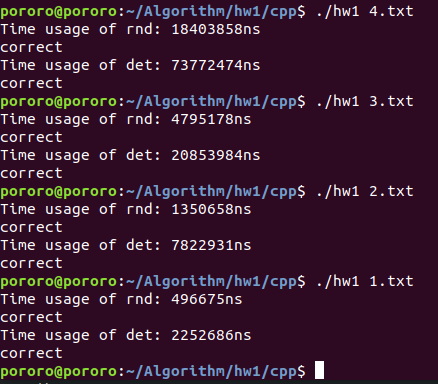 pororo@pororo:~/Algorithm/hw1/cpp$ ./hw1 4.txt
Time usage of rnd: 18403858ns
correct
Time usage of det: 73772474ns
correct
pororo@pororo:~/Algorithm/hw1/cpp$ ./hw1 3.txt
Time usage of rnd: 4795178ns
correct
Time usage of det: 20853984ns
correct
pororo@pororo:~/Algorithm/hw1/cpp$ ./hw1 2.txt
Time usage of rnd: 1350658ns
correct
Time usage of det: 7822931ns
correct
pororo@pororo:~/Algorithm/hw1/cpp$ ./hw1 1.txt
Time usage of rnd: 496675ns
correct
Time usage of det: 2252686ns
correct
pororo@pororo:~/Algorithm/hw1/cpp$